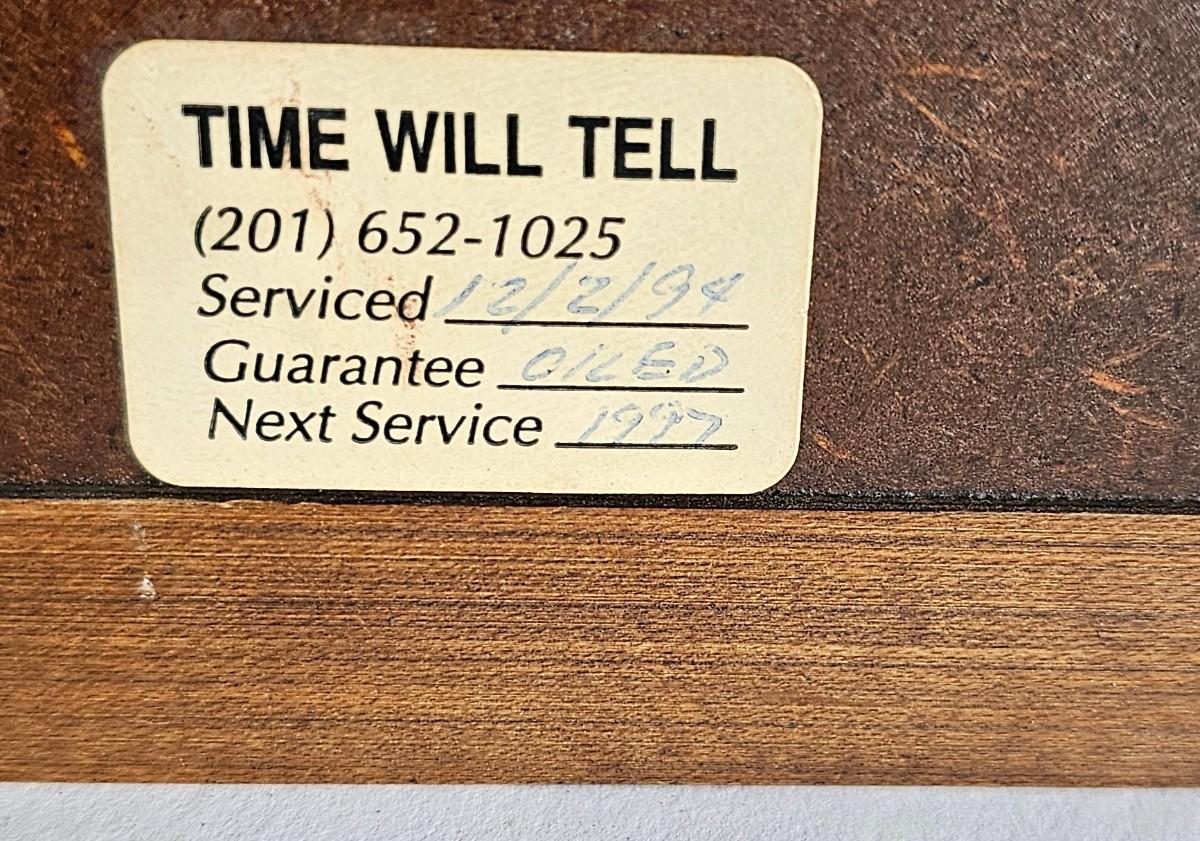 TIME WILL TELL
(201) 652-1025
Serviced 12/2/94
Guarantee OILED
Next Service 1997